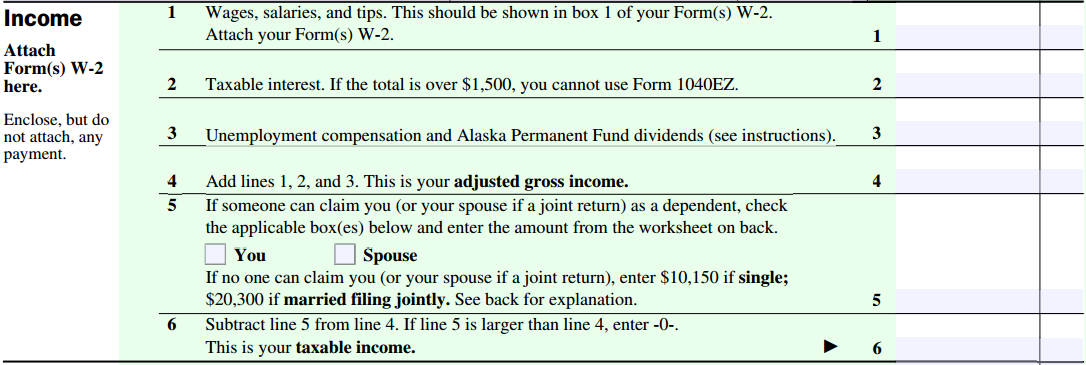 Income
Attach
Form(s) W-2
here.
Enclose, but do
not attach, any
payment.
1 Wages, salaries, and tips. This should be shown in box 1 of your Form(s) W-2.
Attach your Form(s) W-2. 1
2 Taxable interest. If the total is over $1,500, you cannot use Form 1040EZ. 2
3 Unemployment compensation and Alaska Permanent Fund dividends (see instructions). 3
4 Add lines 1, 2, and 3. This is your adjusted gross income. 4
5 If someone can claim you (or your spouse if a joint return) as a dependent, check
the applicable box(es) below and enter the amount from the worksheet on back.
You Spouse
If no one can claim you (or your spouse if a joint return), enter $10,150 if single;
$20,300 if married filing jointly. See back for explanation. 5
6 Subtract line 5 from line 4. If line 5 is larger than line 4, enter -0-.
This is your taxable income. ▶ 6